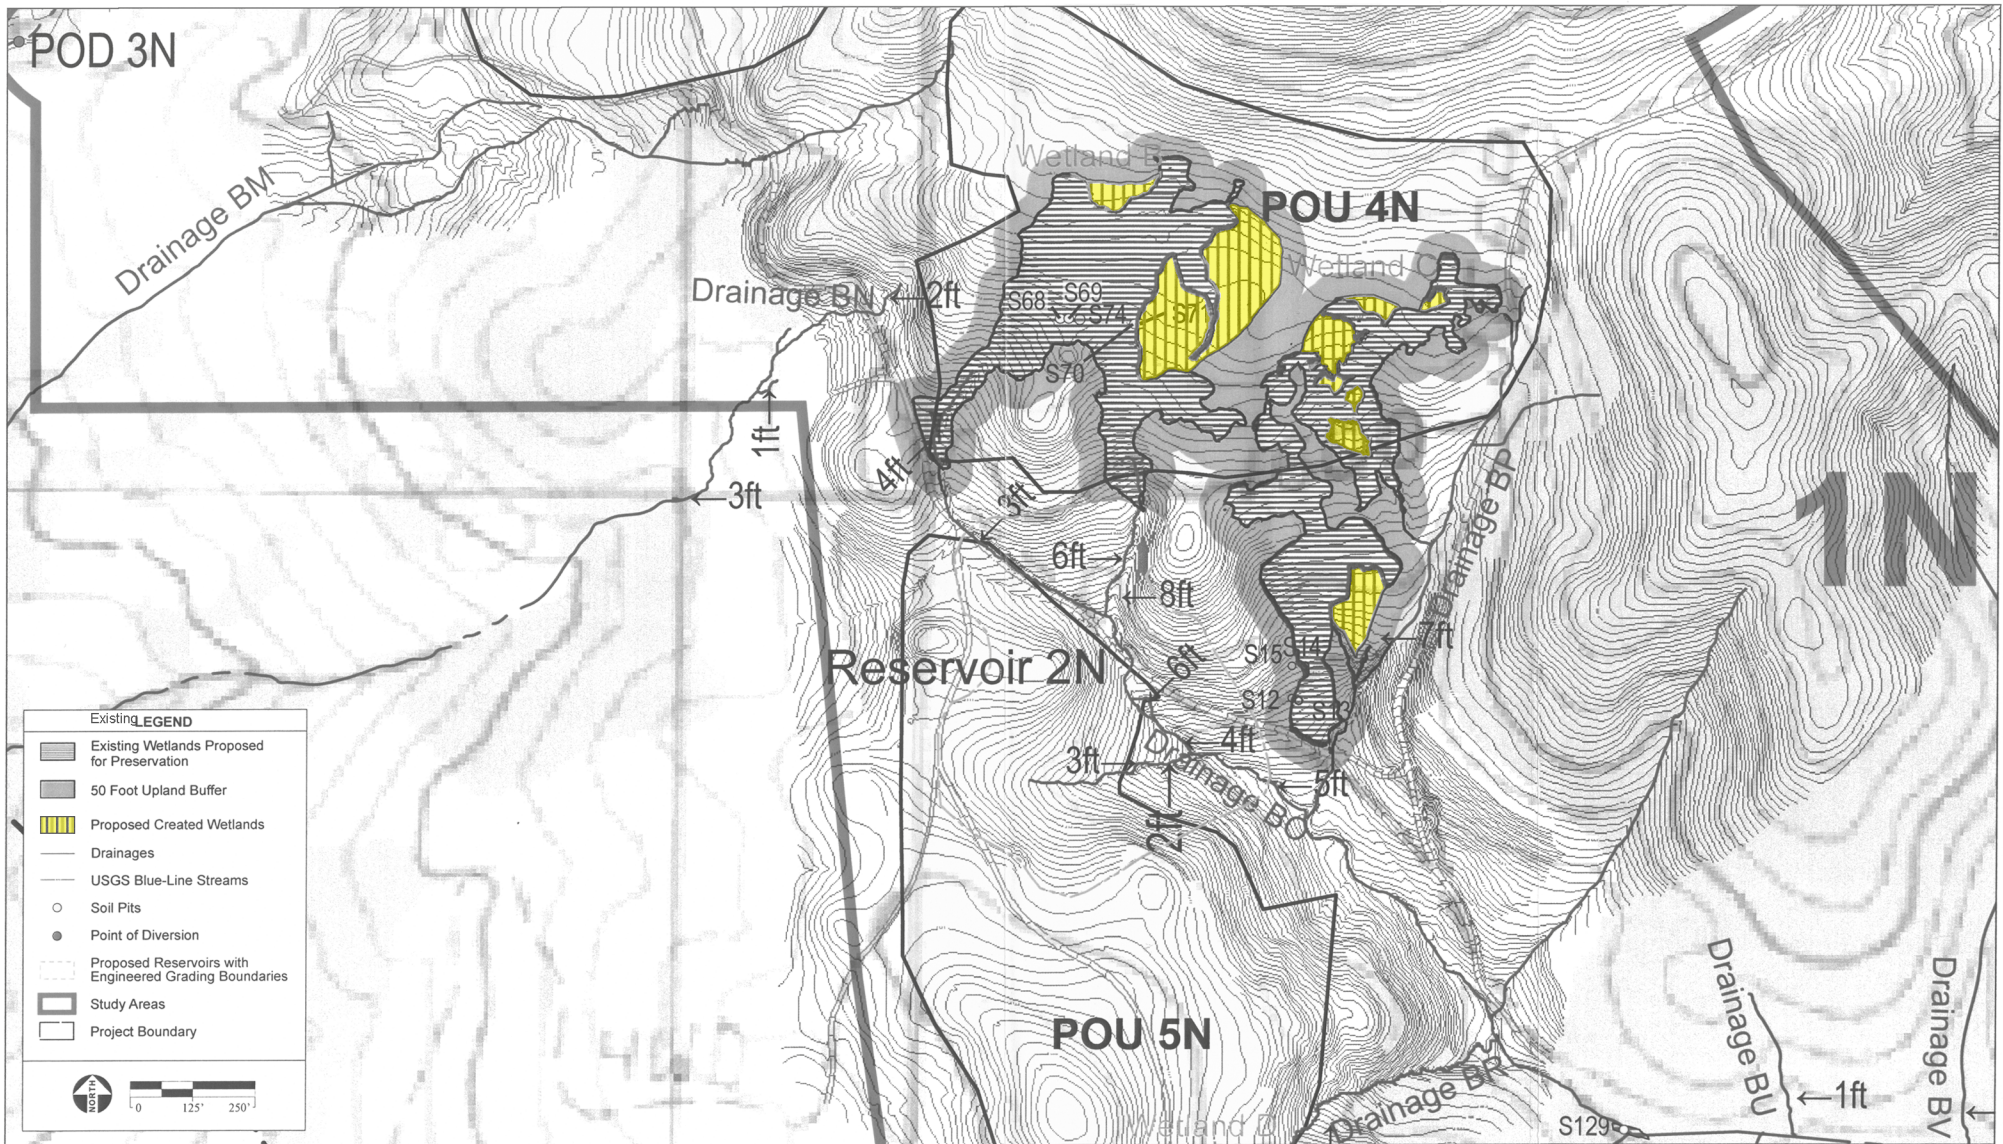 POD 3N
Drainage BM
Wetland B
POU 4N
Wetland C
Drainage BN
2ft
S68
S69
S74
S70
1ft
4ft
3ft
3ft
6ft
8ft
Drainage BP
1N
7ft
Reservoir 2N
6ft
S15
S14
S12
S13
Drainage BO
4ft
3ft
5ft
2ft
Existing
LEGEND
Existing Wetlands Proposed
for Preservation
50 Foot Upland Buffer
Proposed Created Wetlands
Drainages
USGS Blue-Line Streams
Soil Pits
Point of Diversion
Proposed Reservoirs with
Engineered Grading Boundaries
Study Areas
Project Boundary
NORTH
0 125' 250'
POU 5N
Wetland D
Drainage BR
S129
Drainage BU
1ft
Drainage BV